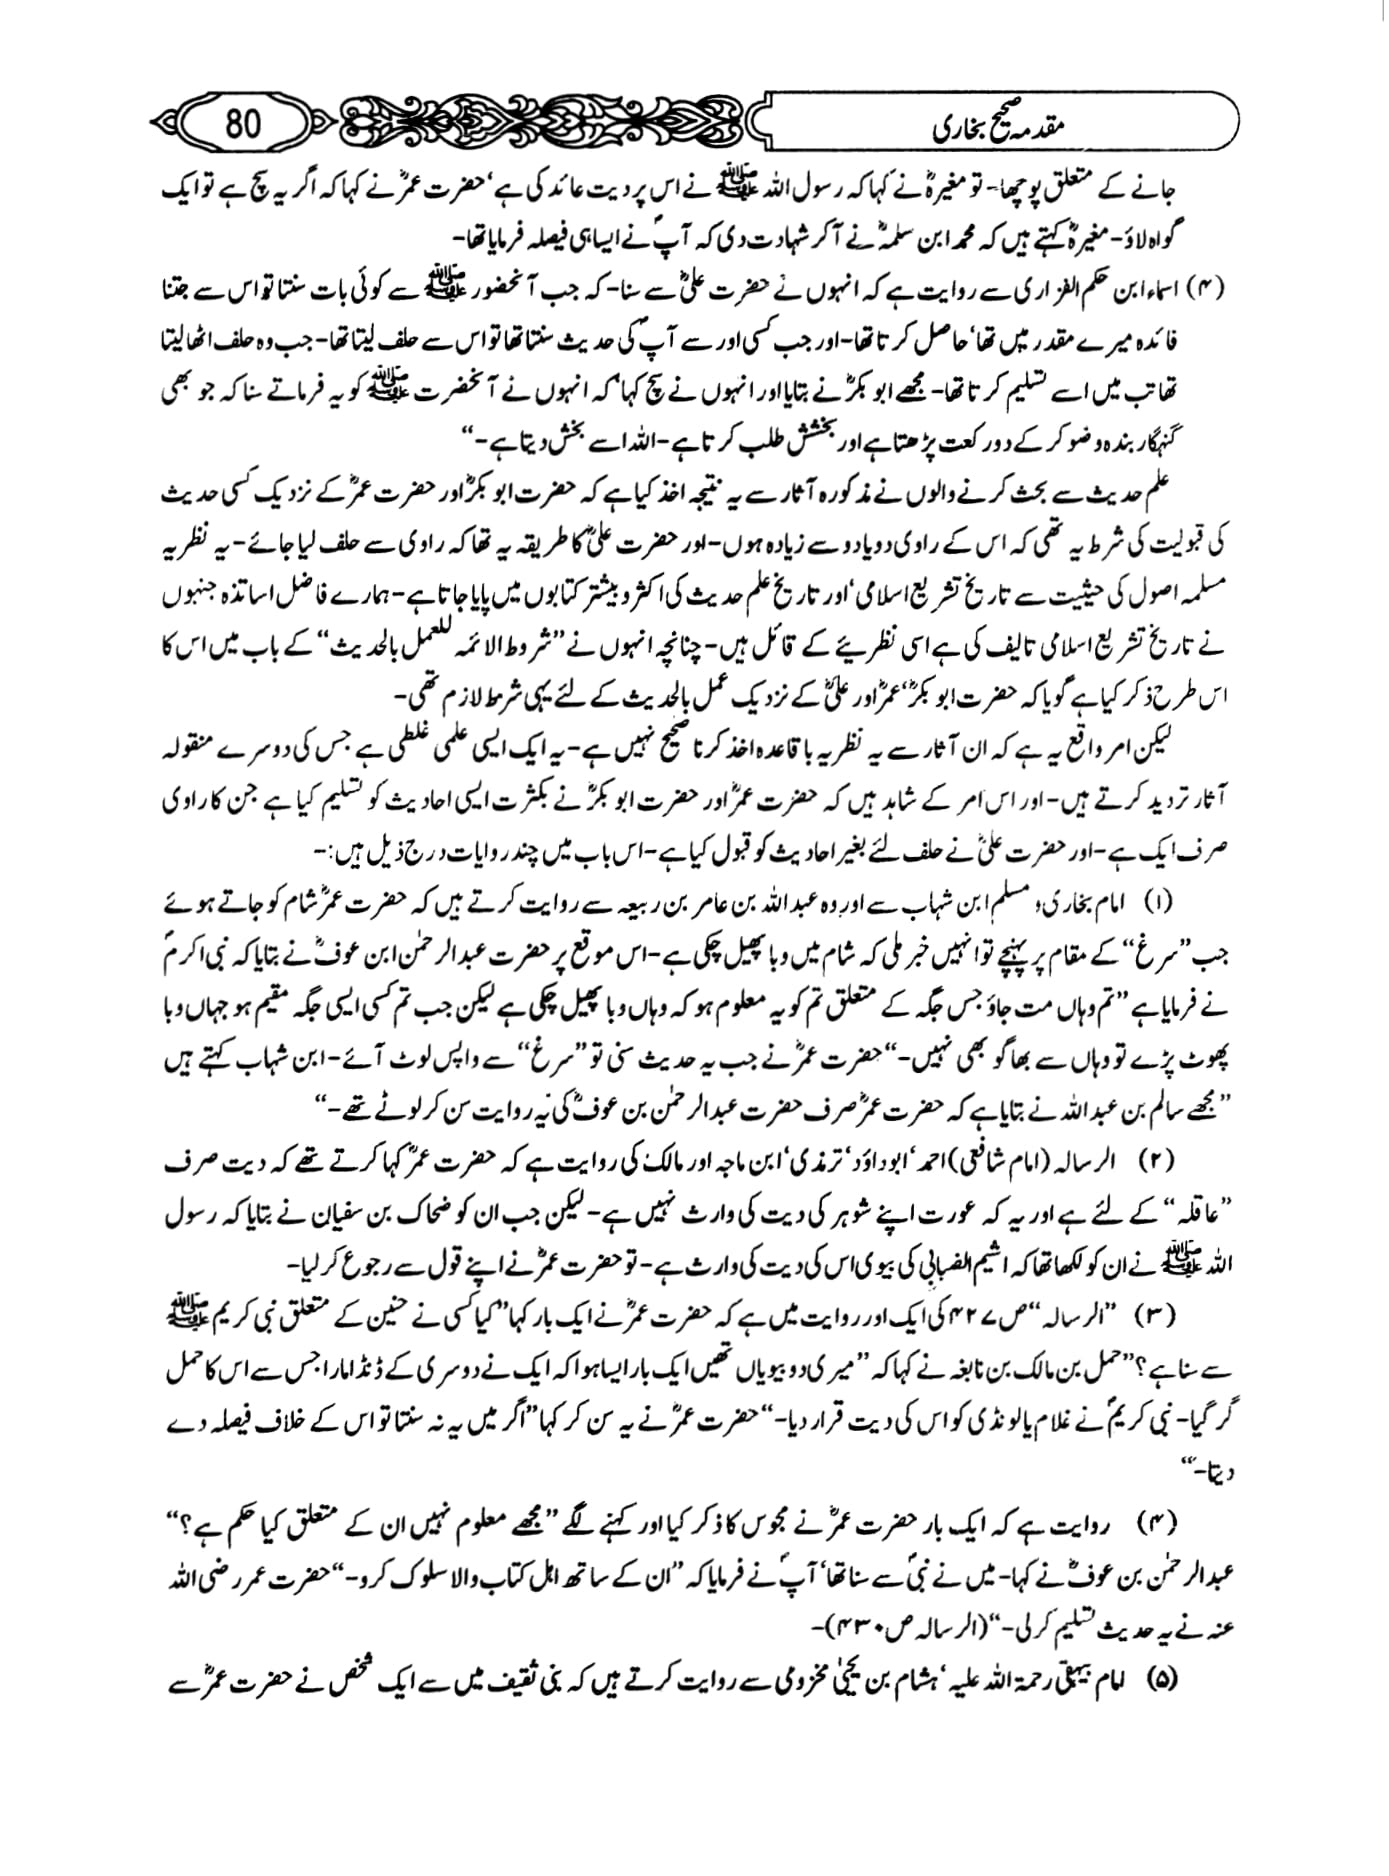 80
مقدمہ صحیح بخاری
جانے کے متعلق پوچھا- تو مغیرہؓ نے کہا کہ رسول اللہ ﷺ نے اس پر دیت عائد کی ہے‘ حضرت عمرؓ نے کہا کہ اگر یہ سچ ہے تو ایک
گواہ لاؤ- مغیرہؓ کہتے ہیں کہ محمد ابن سلمہؓ نے آکر شہادت دی کہ آپؐ نے ایسا ہی فیصلہ فرمایا تھا-
(۴) اسماء ابن حکم الفزاری سے روایت ہے کہ انہوں نے حضرت علیؓ سے سنا- کہ جب آنحضور ﷺ سے کوئی بات سنتا تو اس سے جتنا
فائدہ میرے مقدر میں تھا‘ حاصل کرتا تھا- اور جب کسی اور سے آپؐ کی حدیث سنتا تھا تو اس سے حلف لیتا تھا- جب وہ حلف اٹھا لیتا
تھا تب میں اسے تسلیم کرتا تھا- مجھے ابوبکرؓ نے بتایا اور انہوں نے سچ کہا‘ کہ انہوں نے آنحضرت ﷺ کو یہ فرماتے سنا کہ جو بھی
گنہگار بندہ وضو کر کے دو رکعت پڑھتا ہے اور بخشش طلب کرتا ہے- اللہ اسے بخش دیتا ہے-“
علم حدیث سے بحث کرنے والوں نے مذکورہ آثار سے یہ نتیجہ اخذ کیا ہے کہ حضرت ابوبکرؓ اور حضرت عمرؓ کے نزدیک کسی حدیث
کی قبولیت کی شرط یہ تھی کہ اس کے راوی دو یا دو سے زیادہ ہوں- اور حضرت علیؓ کا طریقہ یہ تھا کہ راوی سے حلف لیا جائے- یہ نظریہ
مسلمہ اصول کی حیثیت سے تاریخ تشریع اسلامی‘ اور تاریخ علم حدیث کی اکثر و بیشتر کتابوں میں پایا جاتا ہے- ہمارے فاضل اساتذہ جنہوں
نے تاریخ تشریع اسلامی تالیف کی ہے اسی نظریئے کے قائل ہیں- چنانچہ انہوں نے ”شروط الائمہ للعمل بالحدیث“ کے باب میں اس کا
اس طرح ذکر کیا ہے گویا کہ حضرت ابوبکرؓ‘ عمرؓ اور علیؓ کے نزدیک عمل بالحدیث کے لئے یہی شرط لازم تھی-
لیکن امر واقع یہ ہے کہ ان آثار سے یہ نظریہ باقاعدہ اخذ کرنا صحیح نہیں ہے- یہ ایک ایسی علمی غلطی ہے جس کی دوسرے منقولہ
آثار تردید کرتے ہیں- اور اس امر کے شاہد ہیں کہ حضرت عمرؓ اور حضرت ابوبکرؓ نے بکثرت ایسی احادیث کو تسلیم کیا ہے جن کا راوی
صرف ایک ہے- اور حضرت علیؓ نے حلف لئے بغیر احادیث کو قبول کیا ہے- اس باب میں چند روایات درج ذیل ہیں:-
(۱) امام بخاری و مسلم ابن شہاب سے اور وہ عبداللہ بن عامر بن ربیعہ سے روایت کرتے ہیں کہ حضرت عمرؓ شام کو جاتے ہوئے
جب ”سرغ“ کے مقام پر پہنچے تو انہیں خبر ملی کہ شام میں وبا پھیل چکی ہے- اس موقع پر حضرت عبدالرحمٰن ابن عوفؓ نے بتایا کہ نبی اکرمؐ
نے فرمایا ہے ”تم وہاں مت جاؤ جس جگہ کے متعلق تم کو یہ معلوم ہو کہ وہاں وبا پھیل چکی ہے لیکن جب تم کسی ایسی جگہ مقیم ہو جہاں وبا
پھوٹ پڑے تو وہاں سے بھاگو بھی نہیں-“ حضرت عمرؓ نے جب یہ حدیث سنی تو ”سرغ“ سے واپس لوٹ آئے- ابن شہاب کہتے ہیں
”مجھے سالم بن عبداللہ نے بتایا ہے کہ حضرت عمرؓ صرف حضرت عبدالرحمٰن بن عوفؓ کی یہ روایت سن کر لوٹے تھے-“
(۲) الرسالہ (امام شافعی) احمد‘ ابوداؤد‘ ترمذی‘ ابن ماجہ اور مالک کی روایت ہے کہ حضرت عمرؓ کہا کرتے تھے کہ دیت صرف
”عاقلہ“ کے لئے ہے اور یہ کہ عورت اپنے شوہر کی دیت کی وارث نہیں ہے- لیکن جب ان کو ضحاک بن سفیان نے بتایا کہ رسول
اللہ ﷺ نے ان کو لکھا تھا کہ اشیم الضبابی کی بیوی اس کی دیت کی وارث ہے- تو حضرت عمرؓ نے اپنے قول سے رجوع کر لیا-
(۳) ”الرسالہ“ ص ۴۲۷ کی ایک اور روایت میں ہے کہ حضرت عمرؓ نے ایک بار کہا ”کیا کسی نے حنین کے متعلق نبی کریم ﷺ
سے سنا ہے؟“ حمل بن مالک بن نابغہ نے کہا کہ ”میری دو بیویاں تھیں ایک بار ایسا ہوا کہ ایک نے دوسری کے ڈنڈا مارا جس سے اس کا حمل
گر گیا- نبی کریمؐ نے غلام یا لونڈی کو اس کی دیت قرار دیا-“ حضرت عمرؓ نے یہ سن کر کہا ”اگر میں یہ نہ سنتا تو اس کے خلاف فیصلہ دے
دیتا-“
(۴) روایت ہے کہ ایک بار حضرت عمرؓ نے مجوس کا ذکر کیا اور کہنے لگے ”مجھے معلوم نہیں ان کے متعلق کیا حکم ہے؟“
عبدالرحمٰن بن عوفؓ نے کہا- میں نے نبیؐ سے سنا تھا‘ آپؐ نے فرمایا کہ ”ان کے ساتھ اہل کتاب والا سلوک کرو-“ حضرت عمر رضی اللہ
عنہ نے یہ حدیث تسلیم کر لی-“ (الرسالہ ص ۴۳۰)-
(۵) امام بیہقی رحمۃ اللہ علیہ‘ ہشام بن یحییٰ مخزومی سے روایت کرتے ہیں کہ بنی ثقیف میں سے ایک شخص نے حضرت عمرؓ سے